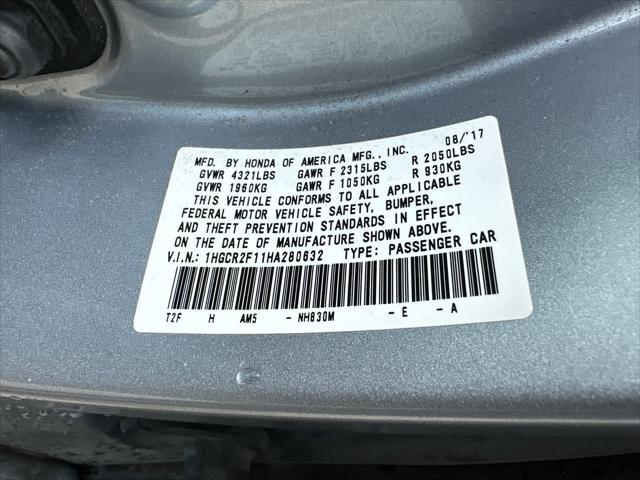 MFD. BY HONDA OF AMERICA MFG., INC. 08/'17
GVWR 4321LBS GAWR F 2315LBS R 2050LBS
GVWR 1960KG GAWR F 1050KG R 930KG
THIS VEHICLE CONFORMS TO ALL APPLICABLE
FEDERAL MOTOR VEHICLE SAFETY, BUMPER,
AND THEFT PREVENTION STANDARDS IN EFFECT
ON THE DATE OF MANUFACTURE SHOWN ABOVE.
V.I.N.: 1HGCR2F11HA280632 TYPE: PASSENGER CAR
T2F H AM5 - NH830M - E - A